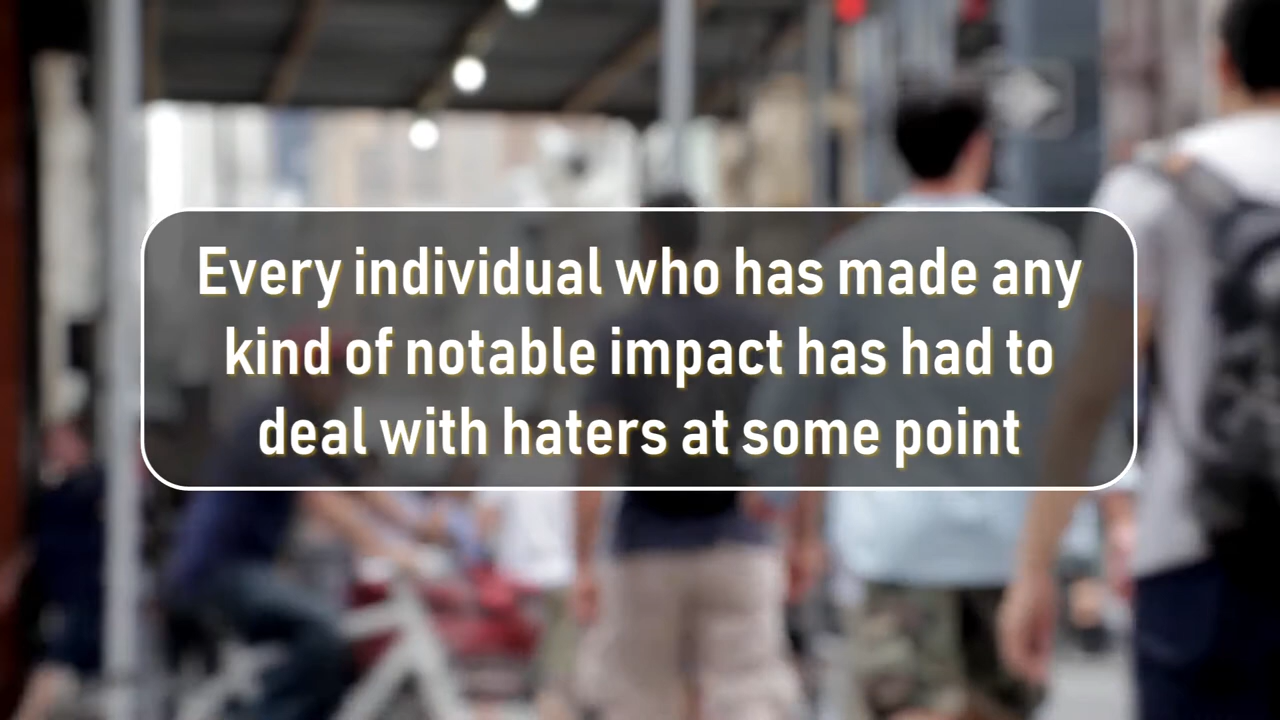 Every individual who has made any
kind of notable impact has had to
deal with haters at some point